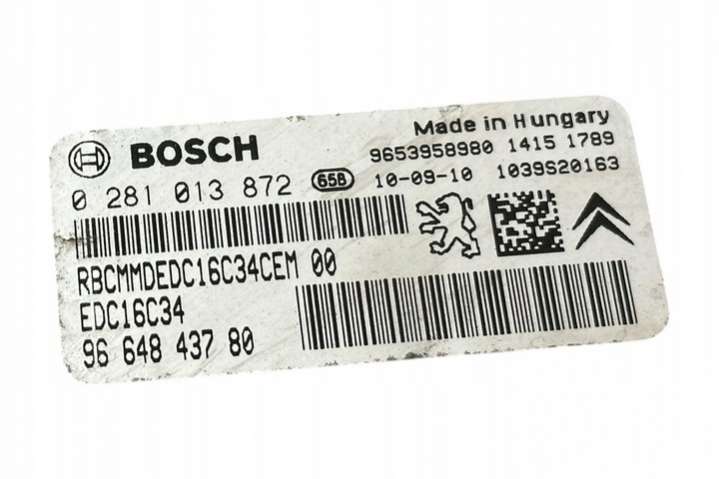 BOSCH
Made in Hungary
9653958980 1415 1789
0 281 013 872 658 10-09-10 1039S20163
RBCMMDEDC16C34CEM 00
EDC16C34
96 648 437 80